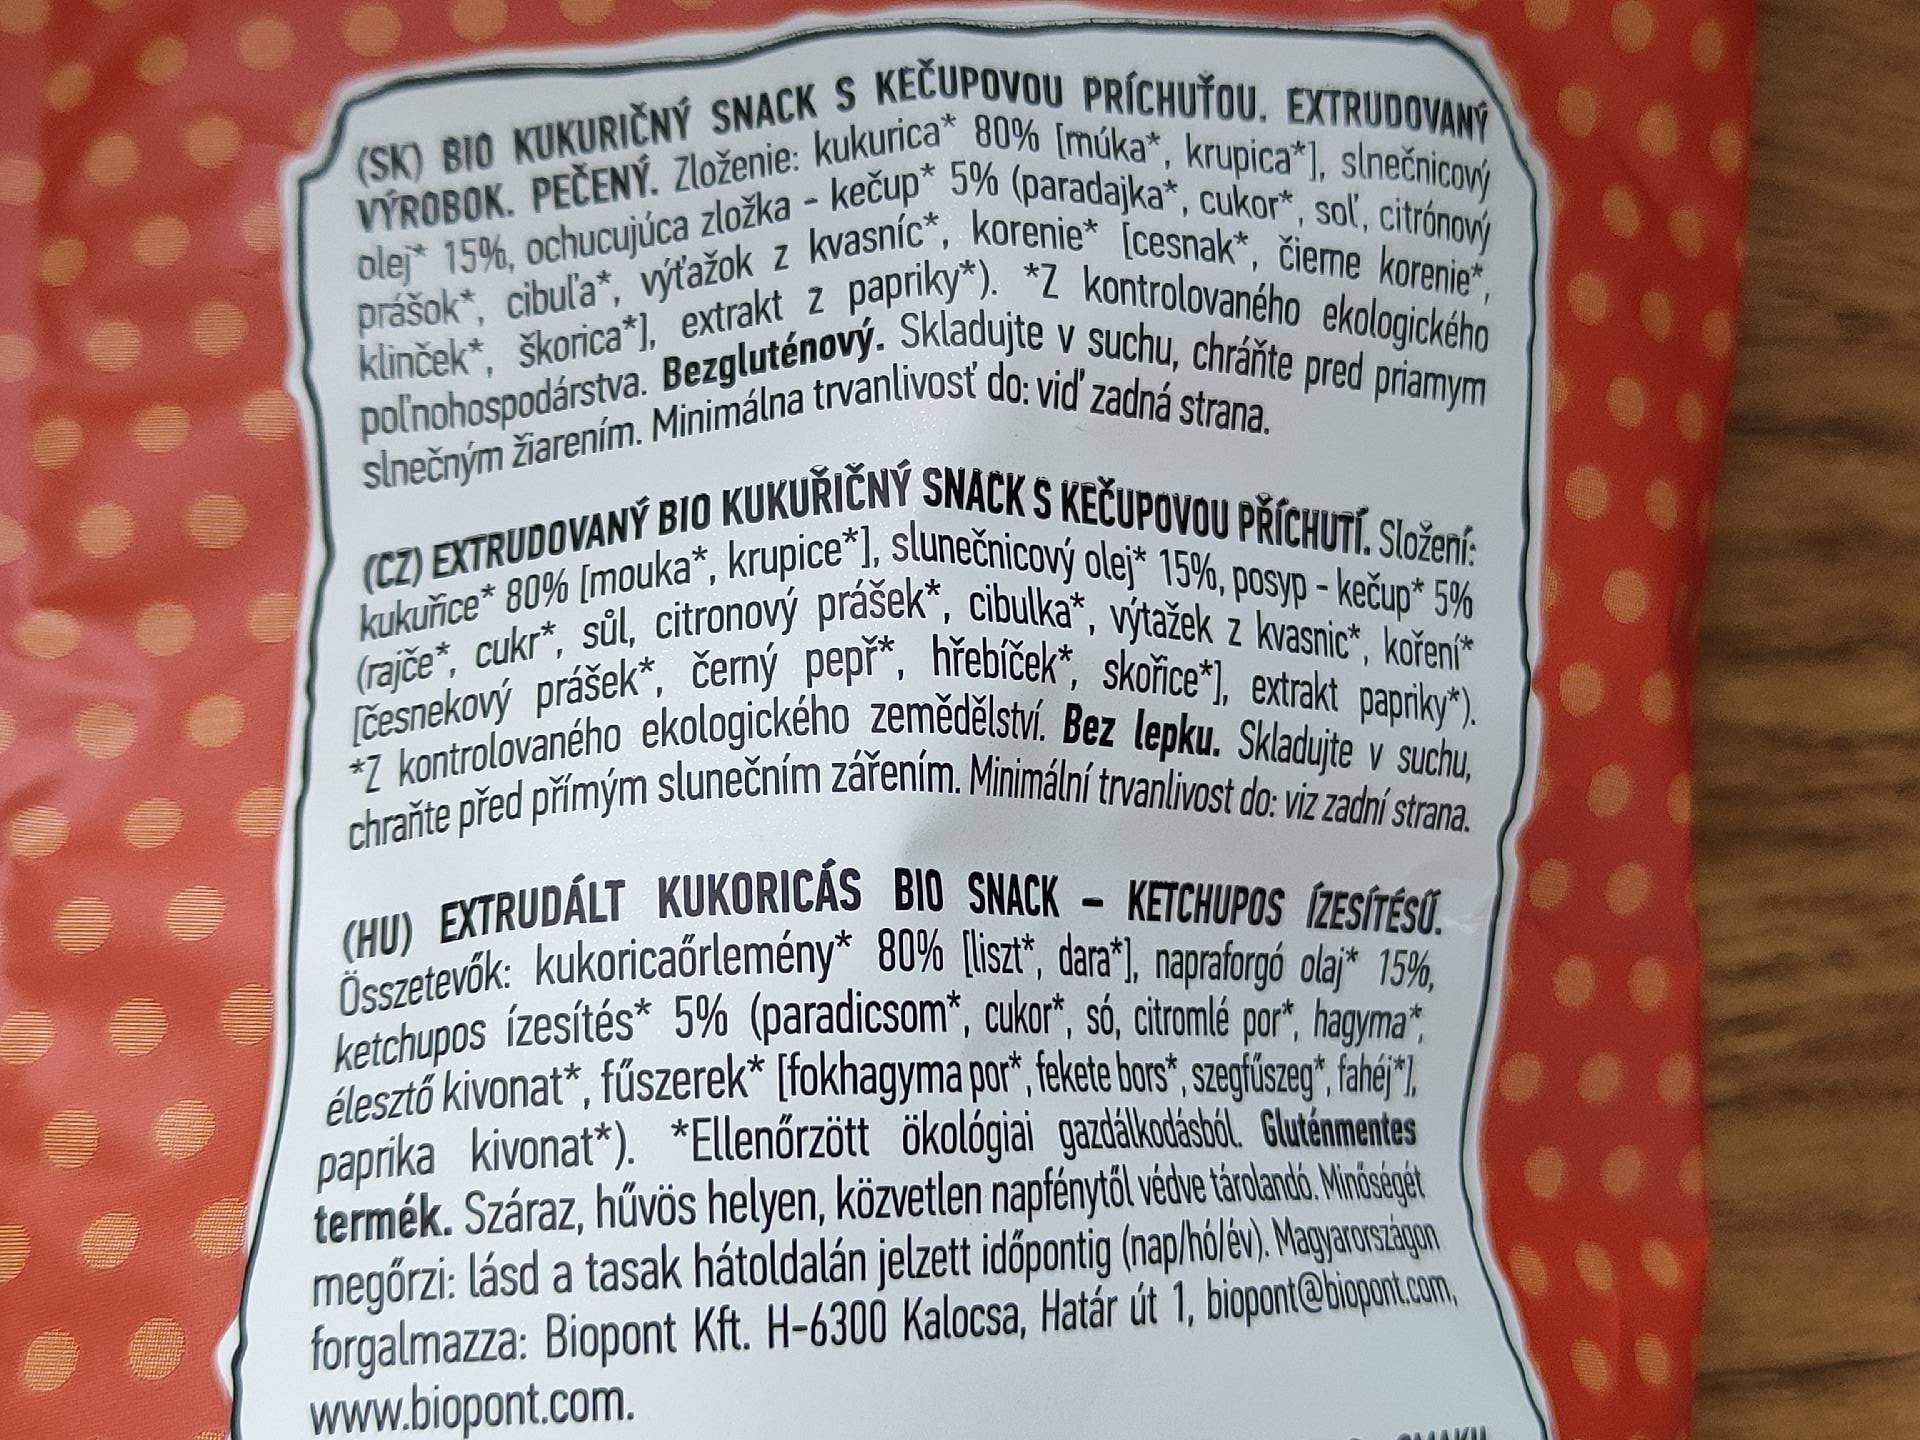 (SK) BIO KUKURIČNÝ SNACK S KEČUPOVOU PRÍCHUŤOU. EXTRUDOVANÝ
VÝROBOK. PEČENÝ. Zloženie: kukurica* 80% [múka*, krupica*], slnečnicový
olej* 15%, ochucujúca zložka - kečup* 5% (paradajka*, cukor*, soľ, citrónový
prášok*, cibuľa*, výťažok z kvasníc*, korenie* [cesnak*, čierne korenie*,
klinček*, škorica*], extrakt z papriky*). *Z kontrolovaného ekologického
poľnohospodárstva. Bezgluténový. Skladujte v suchu, chráňte pred priamym
slnečným žiarením. Minimálna trvanlivosť do: viď zadná strana.
(CZ) EXTRUDOVANÝ BIO KUKUŘIČNÝ SNACK S KEČUPOVOU PŘÍCHUTÍ. Složení:
kukuřice* 80% [mouka*, krupice*], slunečnicový olej* 15%, posyp - kečup* 5%
(rajče*, cukr*, sůl, citronový prášek*, cibulka*, výtažek z kvasnic*, koření*
[česnekový prášek*, černý pepř*, hřebíček*, skořice*], extrakt papriky*).
*Z kontrolovaného ekologického zemědělství. Bez lepku. Skladujte v suchu,
chraňte před přímým slunečním zářením. Minimální trvanlivost do: viz zadní strana.
(HU) EXTRUDÁLT KUKORICÁS BIO SNACK – KETCHUPOS ÍZESÍTÉSŰ.
Összetevők: kukoricaőrlemény* 80% [liszt*, dara*], napraforgó olaj* 15%,
ketchupos ízesítés* 5% (paradicsom*, cukor*, só, citromlé por*, hagyma*,
élesztő kivonat*, fűszerek* [fokhagyma por*, fekete bors*, szegfűszeg*, fahéj*],
paprika kivonat*). *Ellenőrzött ökológiai gazdálkodásból. Gluténmentes
termék. Száraz, hűvös helyen, közvetlen napfénytől védve tárolandó. Minőségét
megőrzi: lásd a tasak hátoldalán jelzett időpontig (nap/hó/év). Magyarországon
forgalmazza: Biopont Kft. H-6300 Kalocsa, Határ út 1, biopont@biopont.com,
www.biopont.com.